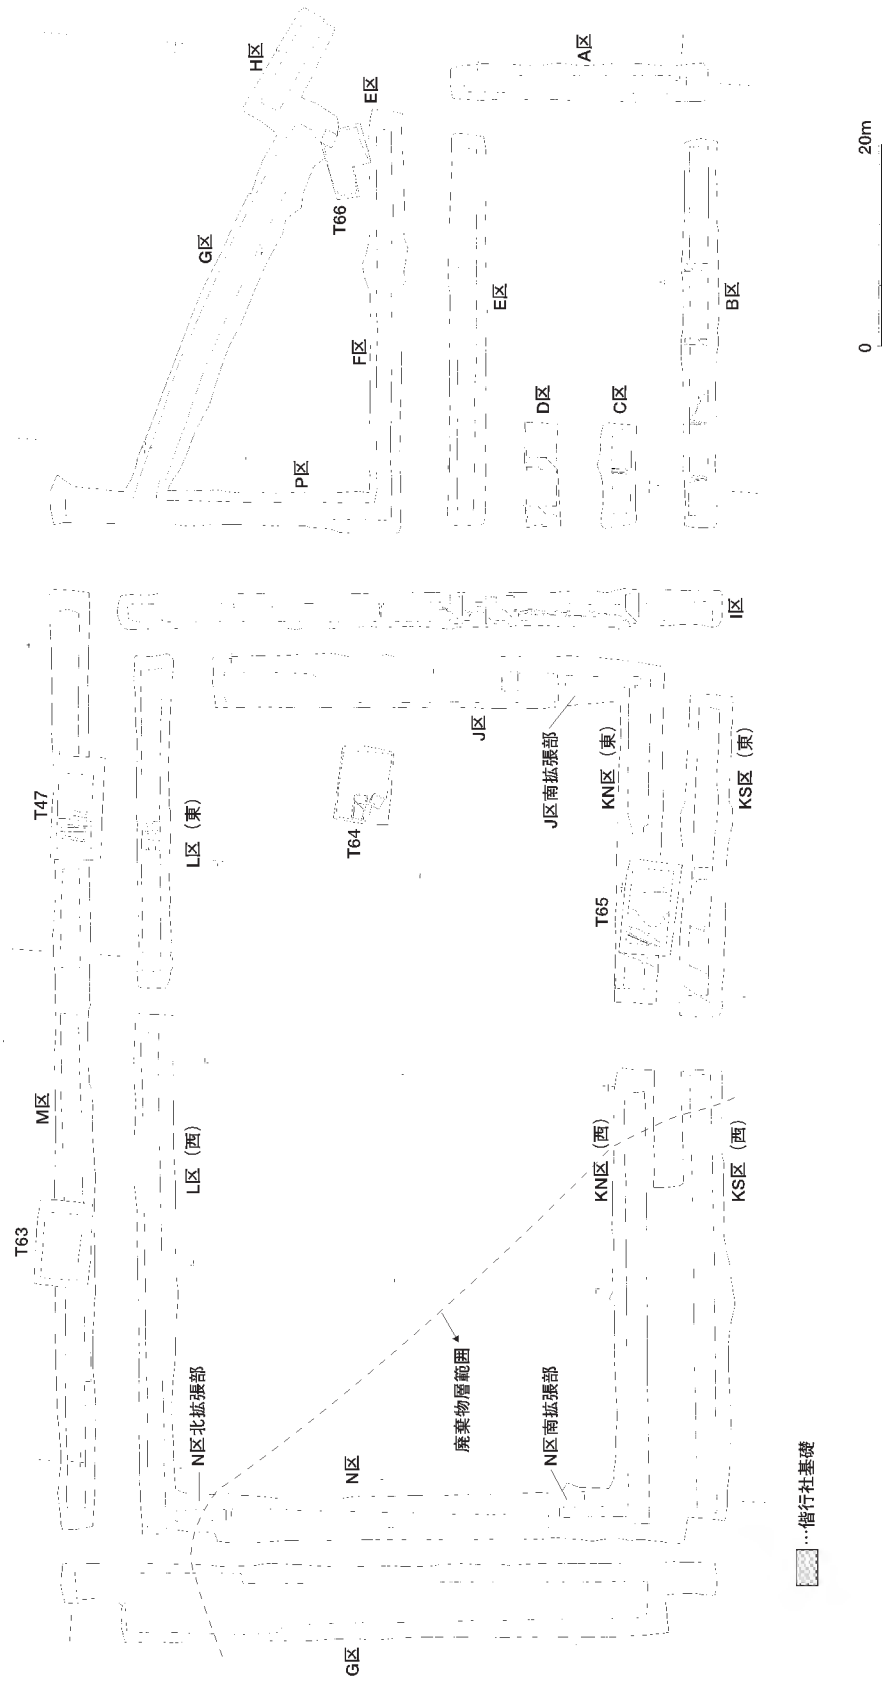 H区
E区
A区
T66
G区
E区
B区
F区
D区
C区
P区
20m
0
I区
J区
J区南拡張部
KN区（東）
KS区（東）
T47
L区（東）
T64
T65
M区
L区（西）
KN区（西）
KS区（西）
T63
N区北拡張部
廃棄物層範囲
N区
N区南拡張部
G区
…偕行社基礎